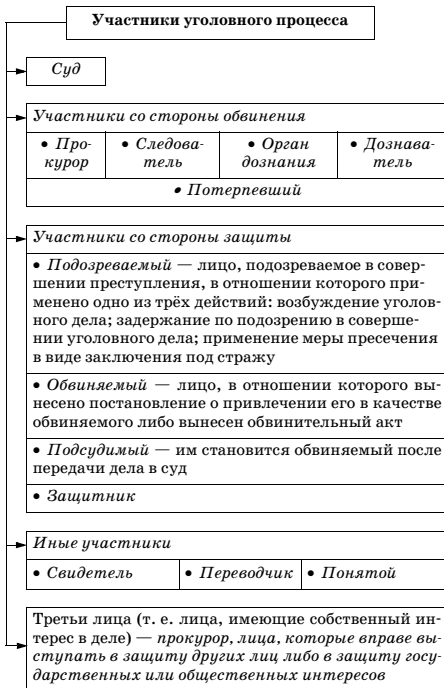 Участники уголовного процесса
Суд
Участники со стороны обвинения
• Про-
курор
• Следова-
тель
• Орган
дознания
• Дознава-
тель
• Потерпевший
Участники со стороны защиты
• Подозреваемый — лицо, подозреваемое в совер-
шении преступления, в отношении которого при-
менено одно из трёх действий: возбуждение уголов-
ного дела; задержание по подозрению в соверше-
нии уголовного дела; применение меры пресечения
в виде заключения под стражу
• Обвиняемый — лицо, в отношении которого вы-
несено постановление о привлечении его в качестве
обвиняемого либо вынесен обвинительный акт
• Подсудимый — им становится обвиняемый после
передачи дела в суд
• Защитник
Иные участники
• Свидетель
• Переводчик
• Понятой
Третьи лица (т. е. лица, имеющие собственный ин-
терес в деле) — прокурор, лица, которые вправе вы-
ступать в защиту других лиц либо в защиту госу-
дарственных или общественных интересов